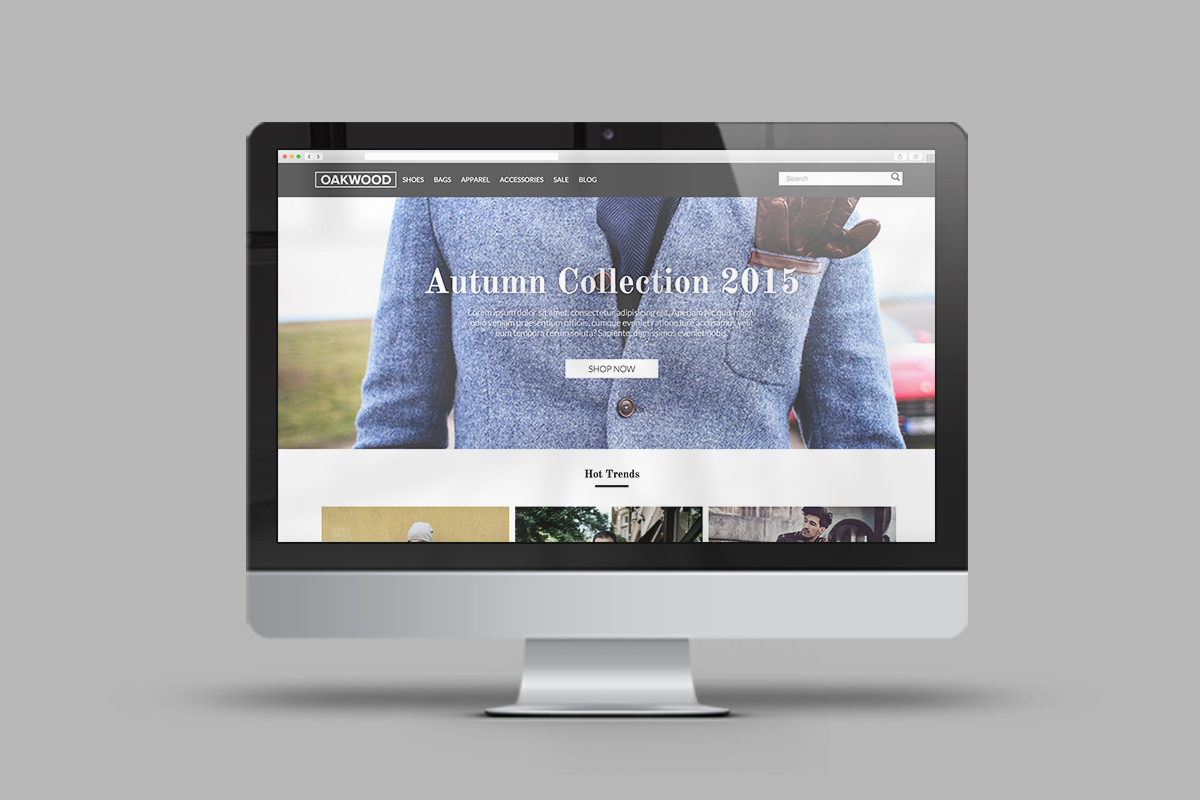 OAKWOOD SHOES BAGS APPAREL ACCESSORIES SALE BLOG Search
Autumn Collection 2015
Lorem ipsum dolor sit amet, consectetur adipisicing elit. Aperiam hic quis magni
odio veniam praesentium officiis, cumque eveniet ratione iure accusamus velit
eum tempora rerum soluta? Sapiente, dignissimos eveniet nobis.
SHOP NOW
Hot Trends